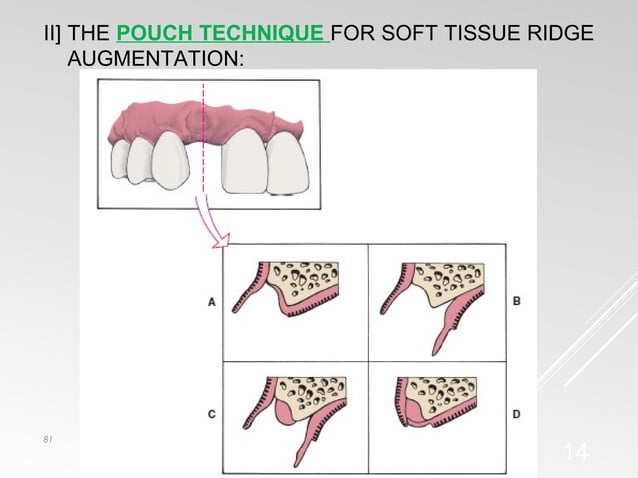 II] THE POUCH TECHNIQUE FOR SOFT TISSUE RIDGE
AUGMENTATION:
A
B
C
D
81
14